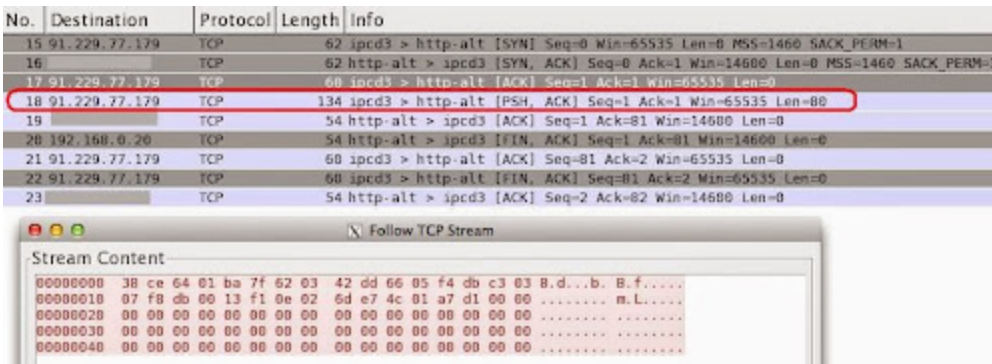 No. Destination Protocol Length Info
15 91.229.77.179 TCP 62 ipcd3 > http-alt [SYN] Seq=0 Win=65535 Len=0 MSS=1460 SACK_PERM=1
16 TCP 62 http-alt > ipcd3 [SYN, ACK] Seq=0 Ack=1 Win=14600 Len=0 MSS=1460 SACK_PERM=1
17 91.229.77.179 TCP 60 ipcd3 > http-alt [ACK] Seq=1 Ack=1 Win=65535 Len=0
18 91.229.77.179 TCP 134 ipcd3 > http-alt [PSH, ACK] Seq=1 Ack=1 Win=65535 Len=80
19 TCP 54 http-alt > ipcd3 [ACK] Seq=1 Ack=81 Win=14600 Len=0
20 192.168.0.20 TCP 54 http-alt > ipcd3 [FIN, ACK] Seq=1 Ack=81 Win=14600 Len=0
21 91.229.77.179 TCP 60 ipcd3 > http-alt [ACK] Seq=81 Ack=2 Win=65535 Len=0
22 91.229.77.179 TCP 60 ipcd3 > http-alt [FIN, ACK] Seq=81 Ack=2 Win=65535 Len=0
23 TCP 54 http-alt > ipcd3 [ACK] Seq=2 Ack=82 Win=14600 Len=0
X Follow TCP Stream
Stream Content
00000000 38 ce 64 01 ba 7f 62 03 42 dd 66 05 f4 db c3 03 8.d...b. B.f.....
00000010 07 f8 db 00 13 f1 0e 02 6d e7 4c 01 a7 d1 00 00 ........ m.L.....
00000020 00 00 00 00 00 00 00 00 00 00 00 00 00 00 00 00 ........ ........
00000030 00 00 00 00 00 00 00 00 00 00 00 00 00 00 00 00 ........ ........
00000040 00 00 00 00 00 00 00 00 00 00 00 00 00 00 00 00 ........ ........